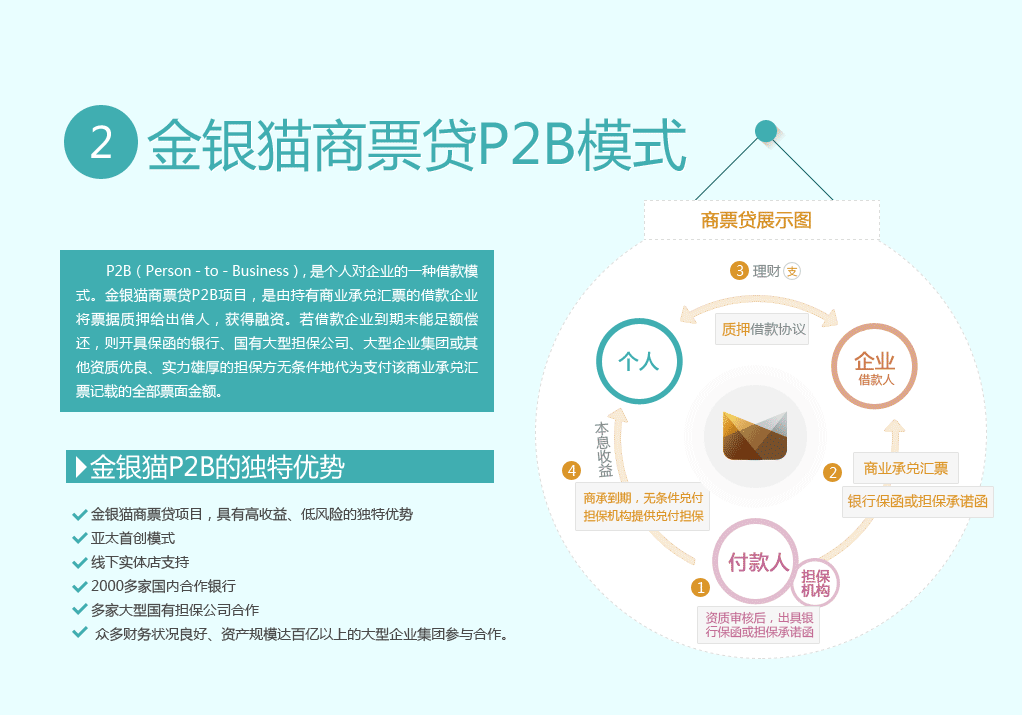 2 金银猫商票贷P2B模式
P2B（Person - to - Business）, 是个人对企业的一种借款模
式。金银猫商票贷P2B项目，是由持有商业承兑汇票的借款企业
将票据质押给出借人，获得融资。若借款企业到期未能足额偿
还，则开具保函的银行、国有大型担保公司、大型企业集团或其
他资质优良、实力雄厚的担保方无条件地代为支付该商业承兑汇
票记载的全部票面金额。
金银猫P2B的独特优势
金银猫商票贷项目，具有高收益、低风险的独特优势
亚太首创模式
线下实体店支持
2000多家国内合作银行
多家大型国有担保公司合作
众多财务状况良好、资产规模达百亿以上的大型企业集团参与合作。
商票贷展示图
3 理财 支
质押借款协议
个人
企业
借款人
本息收益
4
商承到期，无条件兑付
担保机构提供兑付担保
2
商业承兑汇票
银行保函或担保承诺函
付款人
担保
机构
1
资质审核后，出具银
行保函或担保承诺函